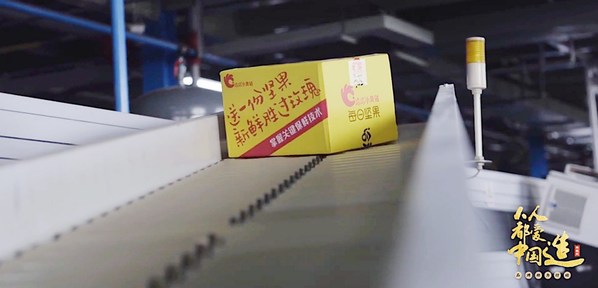 送一份坚果
新鲜胜过玫瑰
掌握关键保鲜技术
每日坚果
人人
都爱
中国造